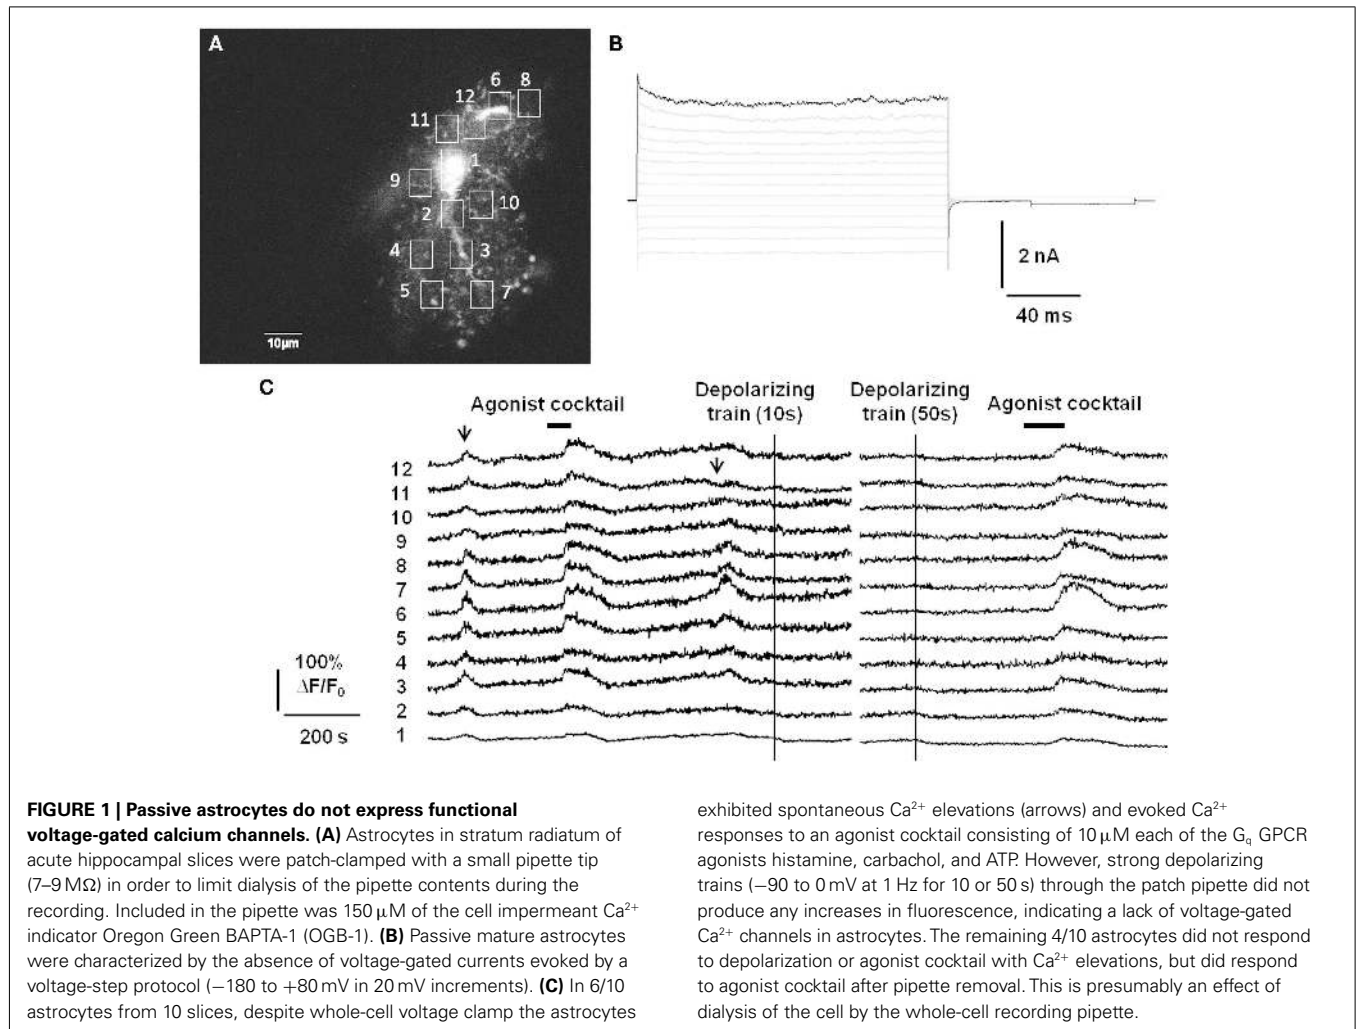 A
6
8
12
11
1
9
10
2
4
3
5
7
10μm
B
2 nA
40 ms
C
Agonist cocktail
Depolarizing
train (10s)
Depolarizing
train (50s)
Agonist cocktail
12
11
10
9
8
7
6
5
4
3
2
1
100%
ΔF/F₀
200 s
FIGURE 1 | Passive astrocytes do not express functional
voltage-gated calcium channels. (A) Astrocytes in stratum radiatum of
acute hippocampal slices were patch-clamped with a small pipette tip
(7–9 MΩ) in order to limit dialysis of the pipette contents during the
recording. Included in the pipette was 150 μM of the cell impermeant Ca²⁺
indicator Oregon Green BAPTA-1 (OGB-1). (B) Passive mature astrocytes
were characterized by the absence of voltage-gated currents evoked by a
voltage-step protocol (−180 to +80 mV in 20 mV increments). (C) In 6/10
astrocytes from 10 slices, despite whole-cell voltage clamp the astrocytes
exhibited spontaneous Ca²⁺ elevations (arrows) and evoked Ca²⁺
responses to an agonist cocktail consisting of 10 μM each of the Gq GPCR
agonists histamine, carbachol, and ATP. However, strong depolarizing
trains (−90 to 0 mV at 1 Hz for 10 or 50 s) through the patch pipette did not
produce any increases in fluorescence, indicating a lack of voltage-gated
Ca²⁺ channels in astrocytes. The remaining 4/10 astrocytes did not respond
to depolarization or agonist cocktail with Ca²⁺ elevations, but did respond
to agonist cocktail after pipette removal. This is presumably an effect of
dialysis of the cell by the whole-cell recording pipette.